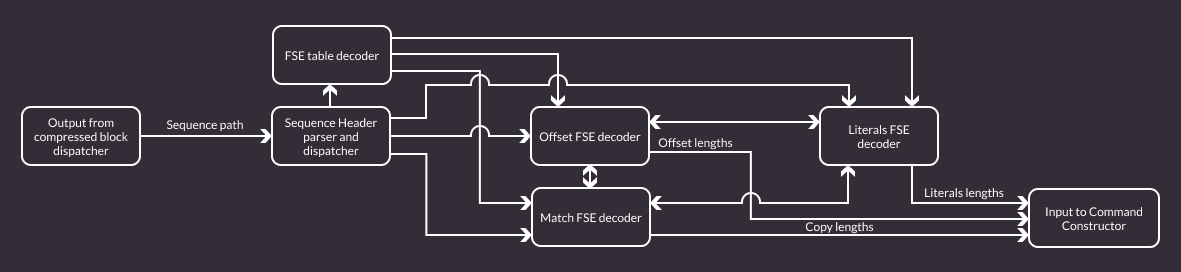 FSE table decoder
Output from
compressed block
dispatcher
Sequence path
Sequence Header
parser and
dispatcher
Offset FSE decoder
Offset lengths
Literals FSE
decoder
Match FSE decoder
Literals lengths
Copy lengths
Input to Command
Constructor